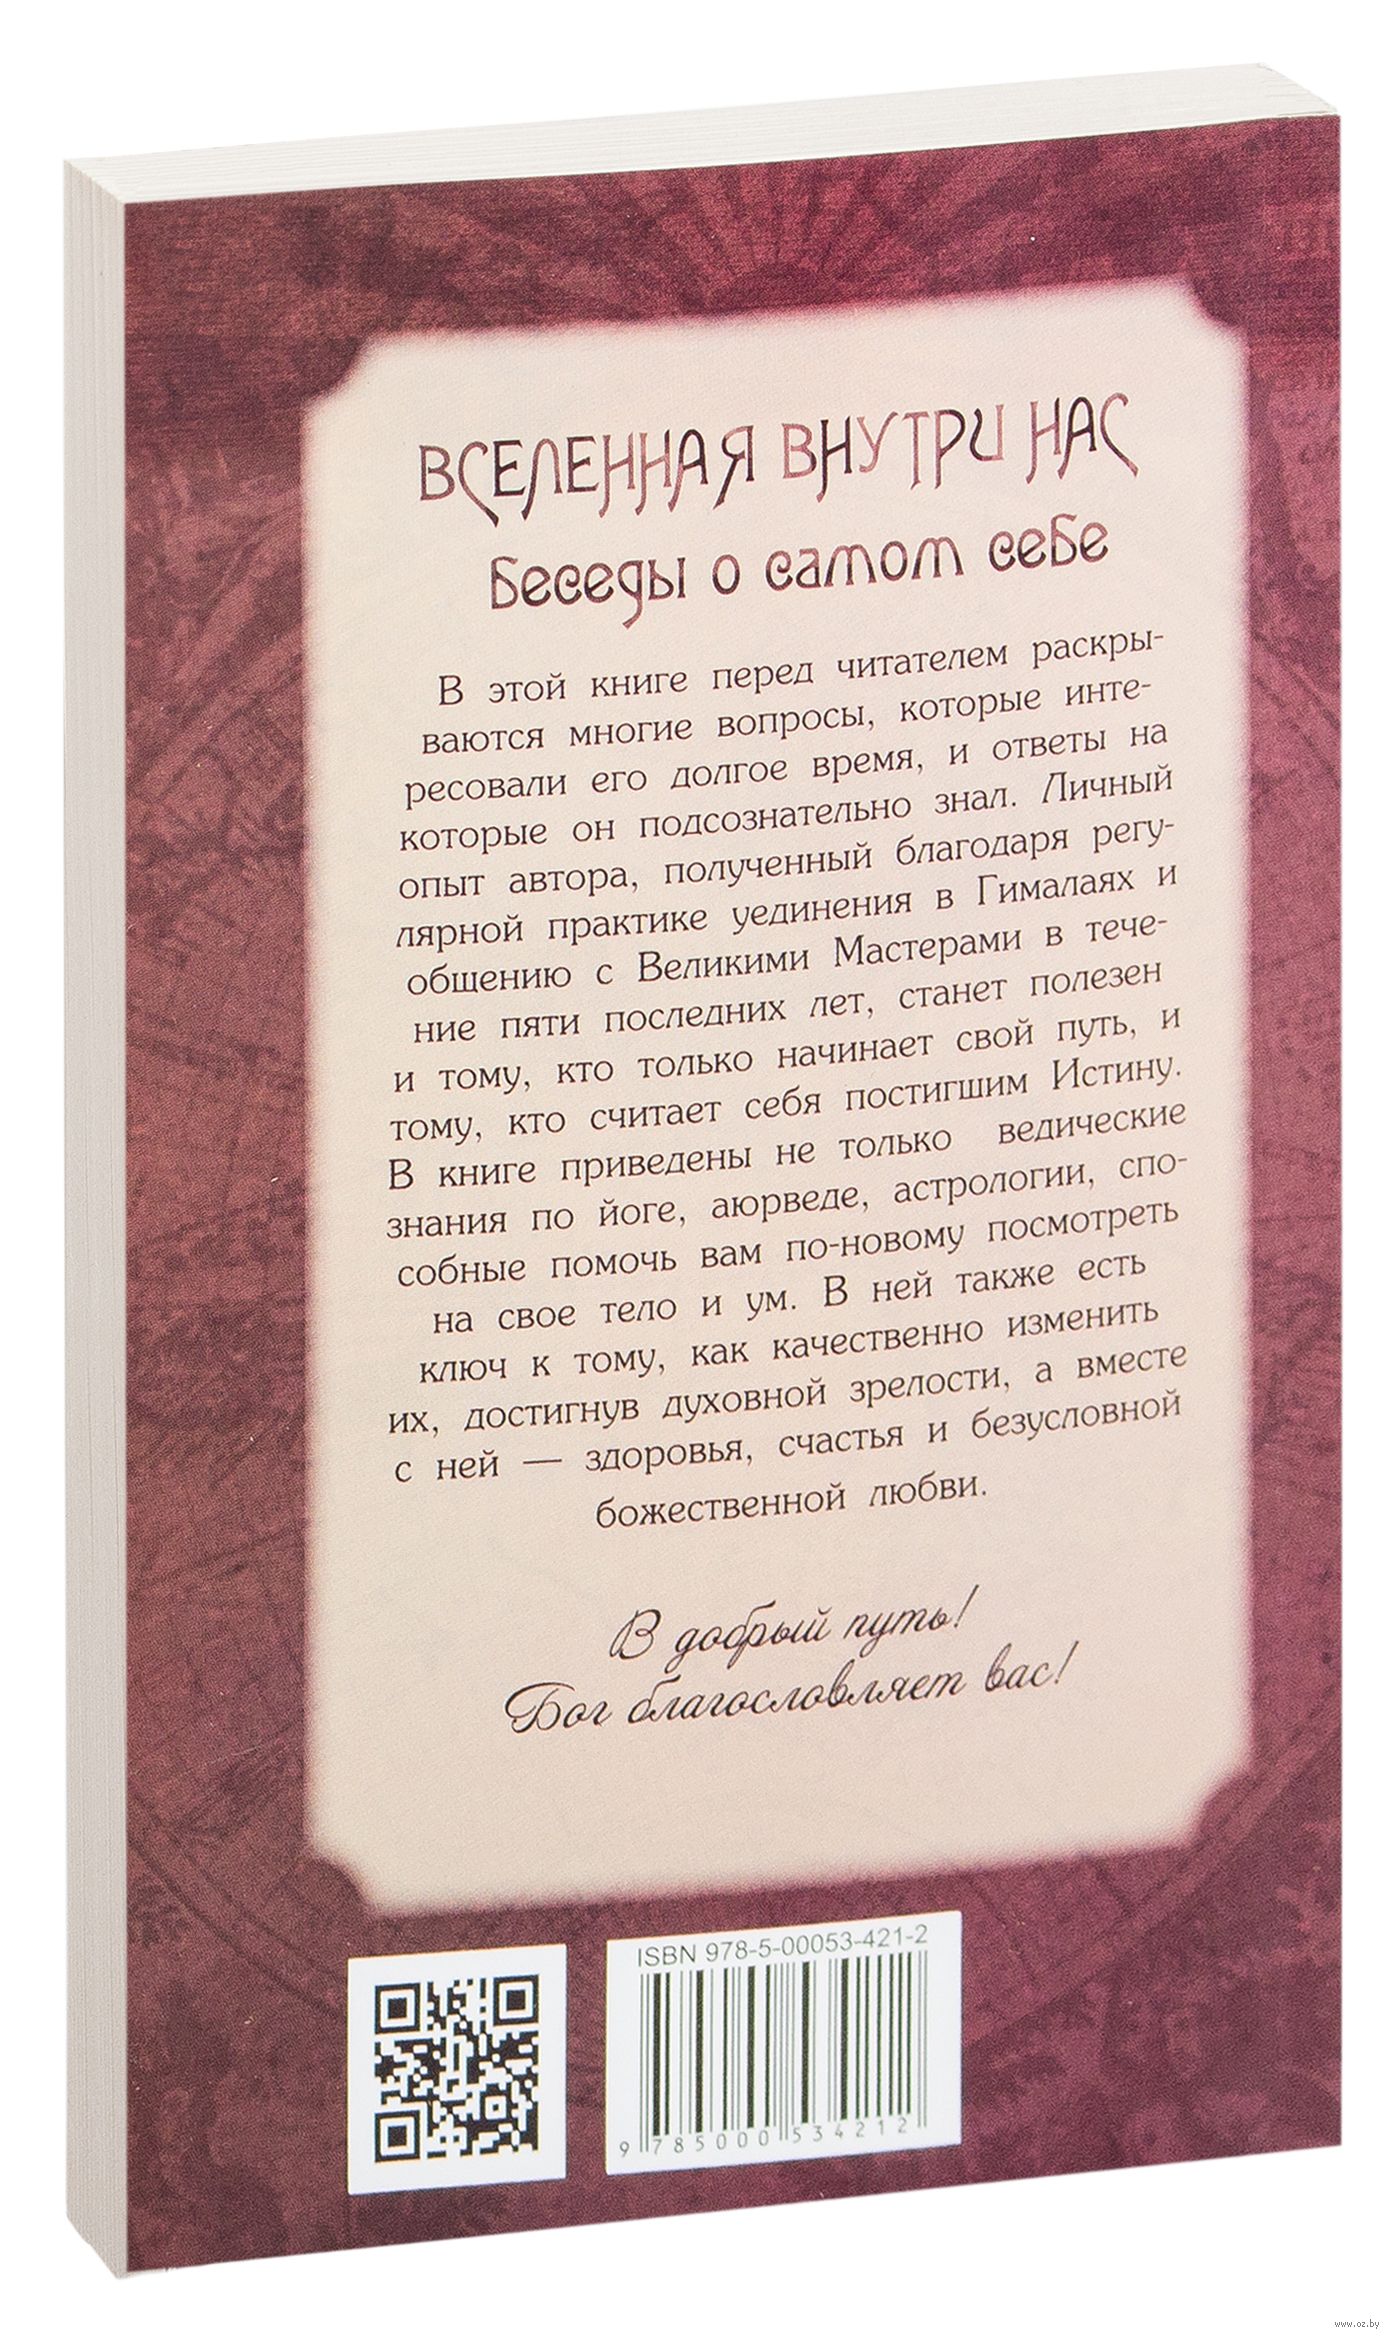 ВСЕЛЕННАЯ ВНУТРИ НАС
Беседы о самом себе
В этой книге перед читателем раскры-
ваются многие вопросы, которые инте-
ресовали его долгое время, и ответы на
которые он подсознательно знал. Личный
опыт автора, полученный благодаря регу-
лярной практике уединения в Гималаях и
общению с Великими Мастерами в тече-
ние пяти последних лет, станет полезен
и тому, кто только начинает свой путь, и
тому, кто считает себя постигшим Истину.
В книге приведены не только ведические
знания по йоге, аюрведе, астрологии, спо-
собные помочь вам по-новому посмотреть
на свое тело и ум. В ней также есть
ключ к тому, как качественно изменить
их, достигнув духовной зрелости, а вместе
с ней — здоровья, счастья и безусловной
божественной любви.
В добрый путь!
Бог благословляет вас!
ISBN 978-5-00053-421-2
9 785000 534212
www.oz.by